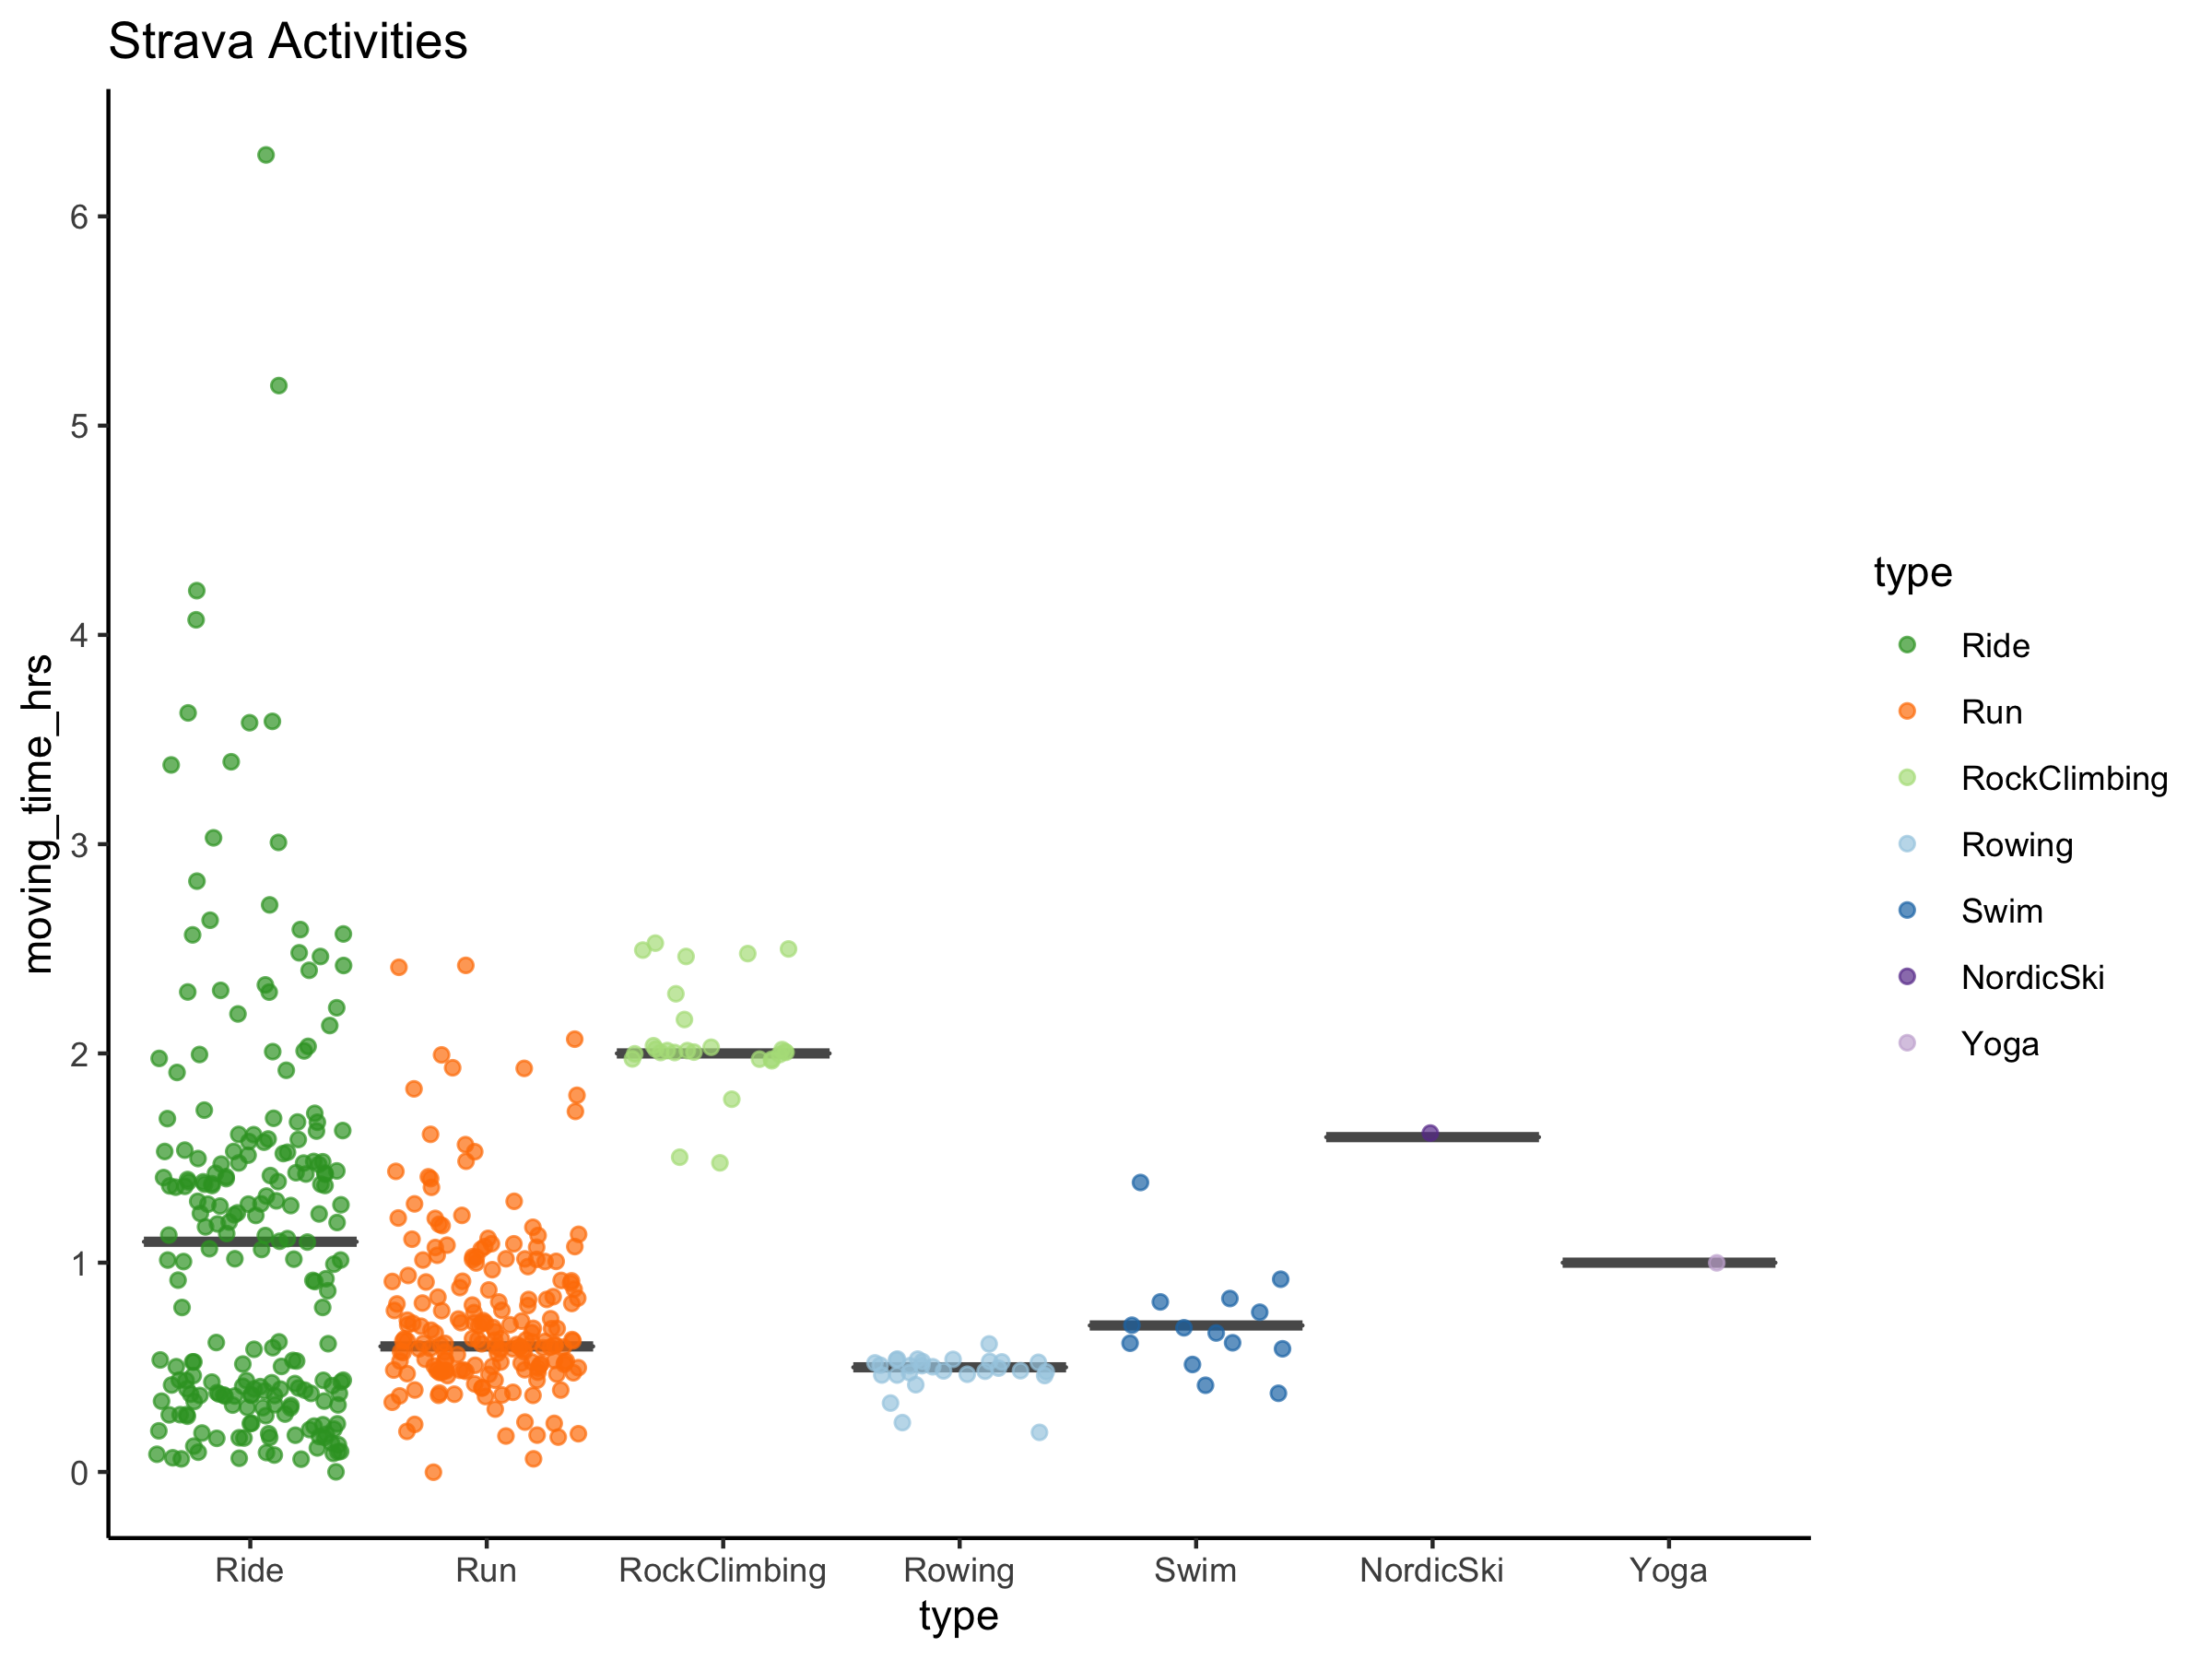 Strava Activities
moving_time_hrs
6
5
4
3
2
1
0
Ride Run RockClimbing Rowing Swim NordicSki Yoga
type
type
Ride
Run
RockClimbing
Rowing
Swim
NordicSki
Yoga